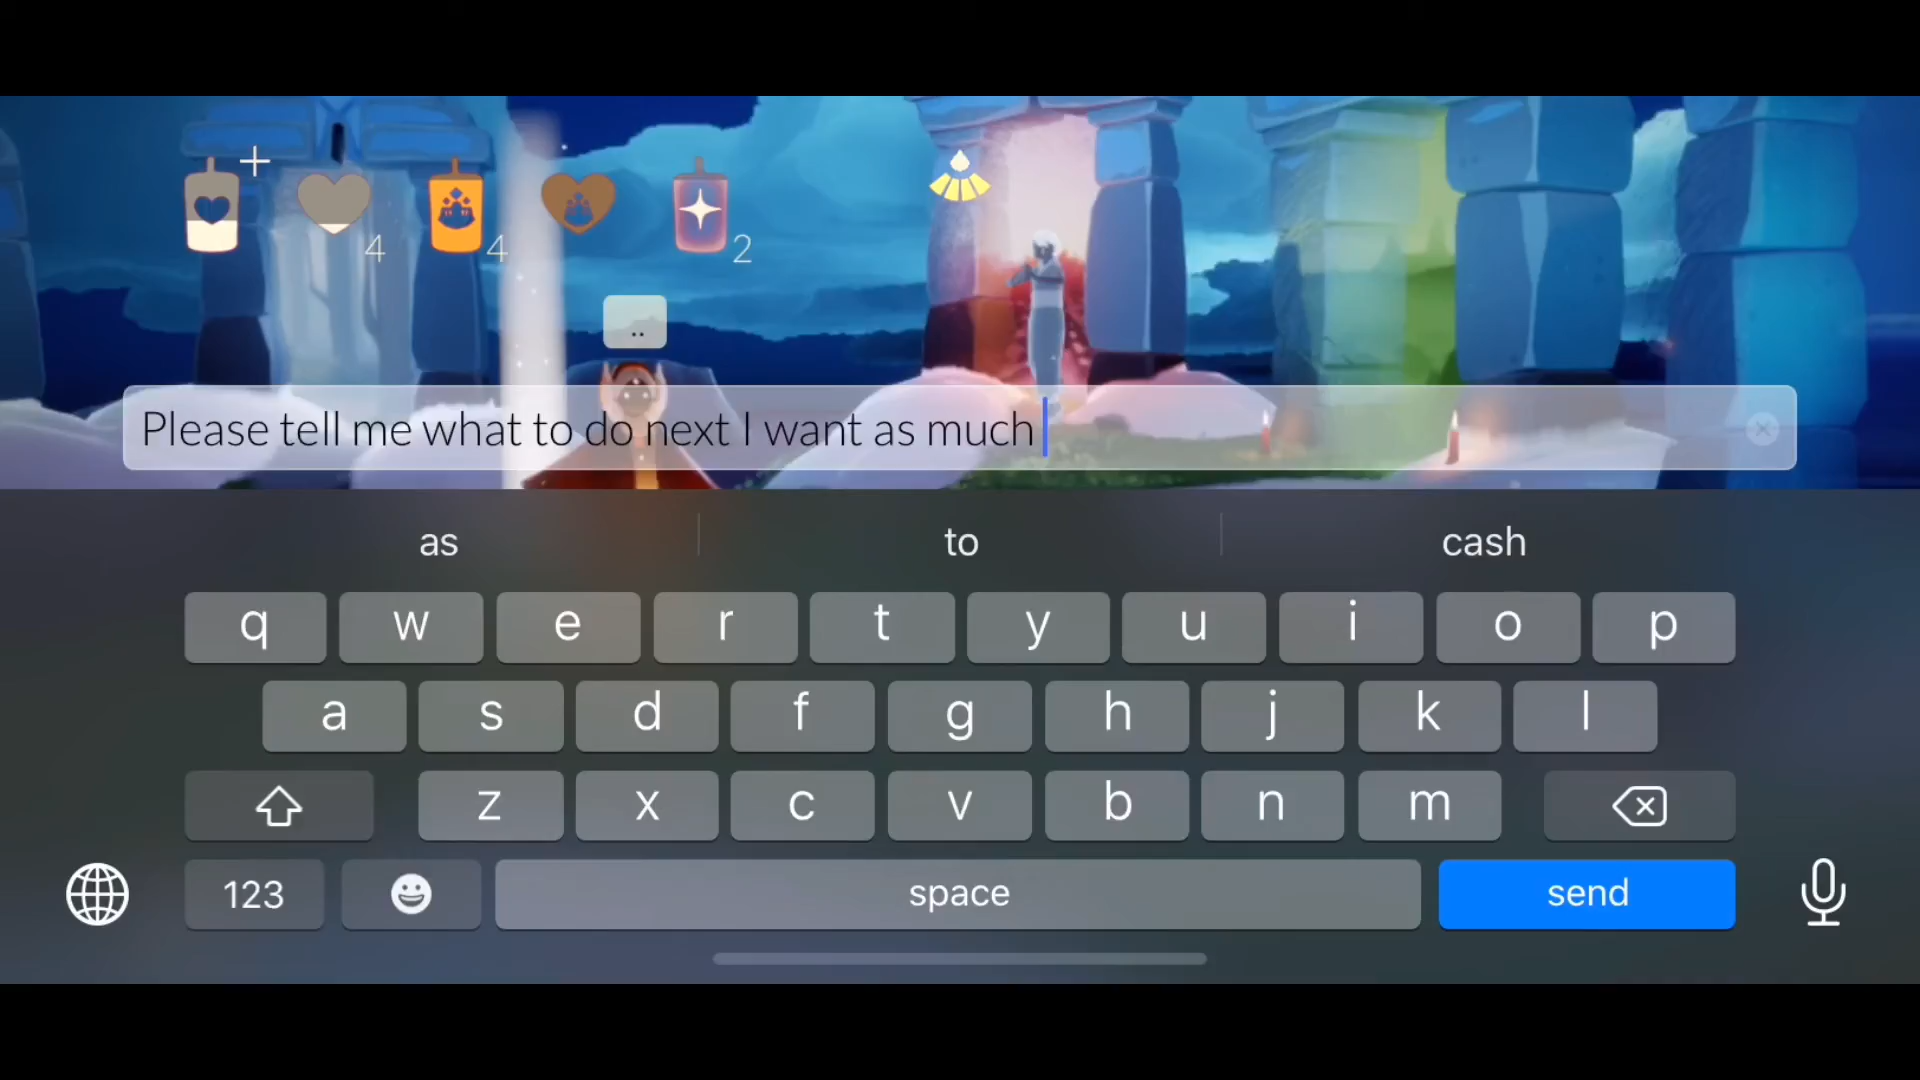 4 4 2
..
Please tell me what to do next I want as much
as to cash
q w e r t y u i o p
a s d f g h j k l
z x c v b n m
123 space send